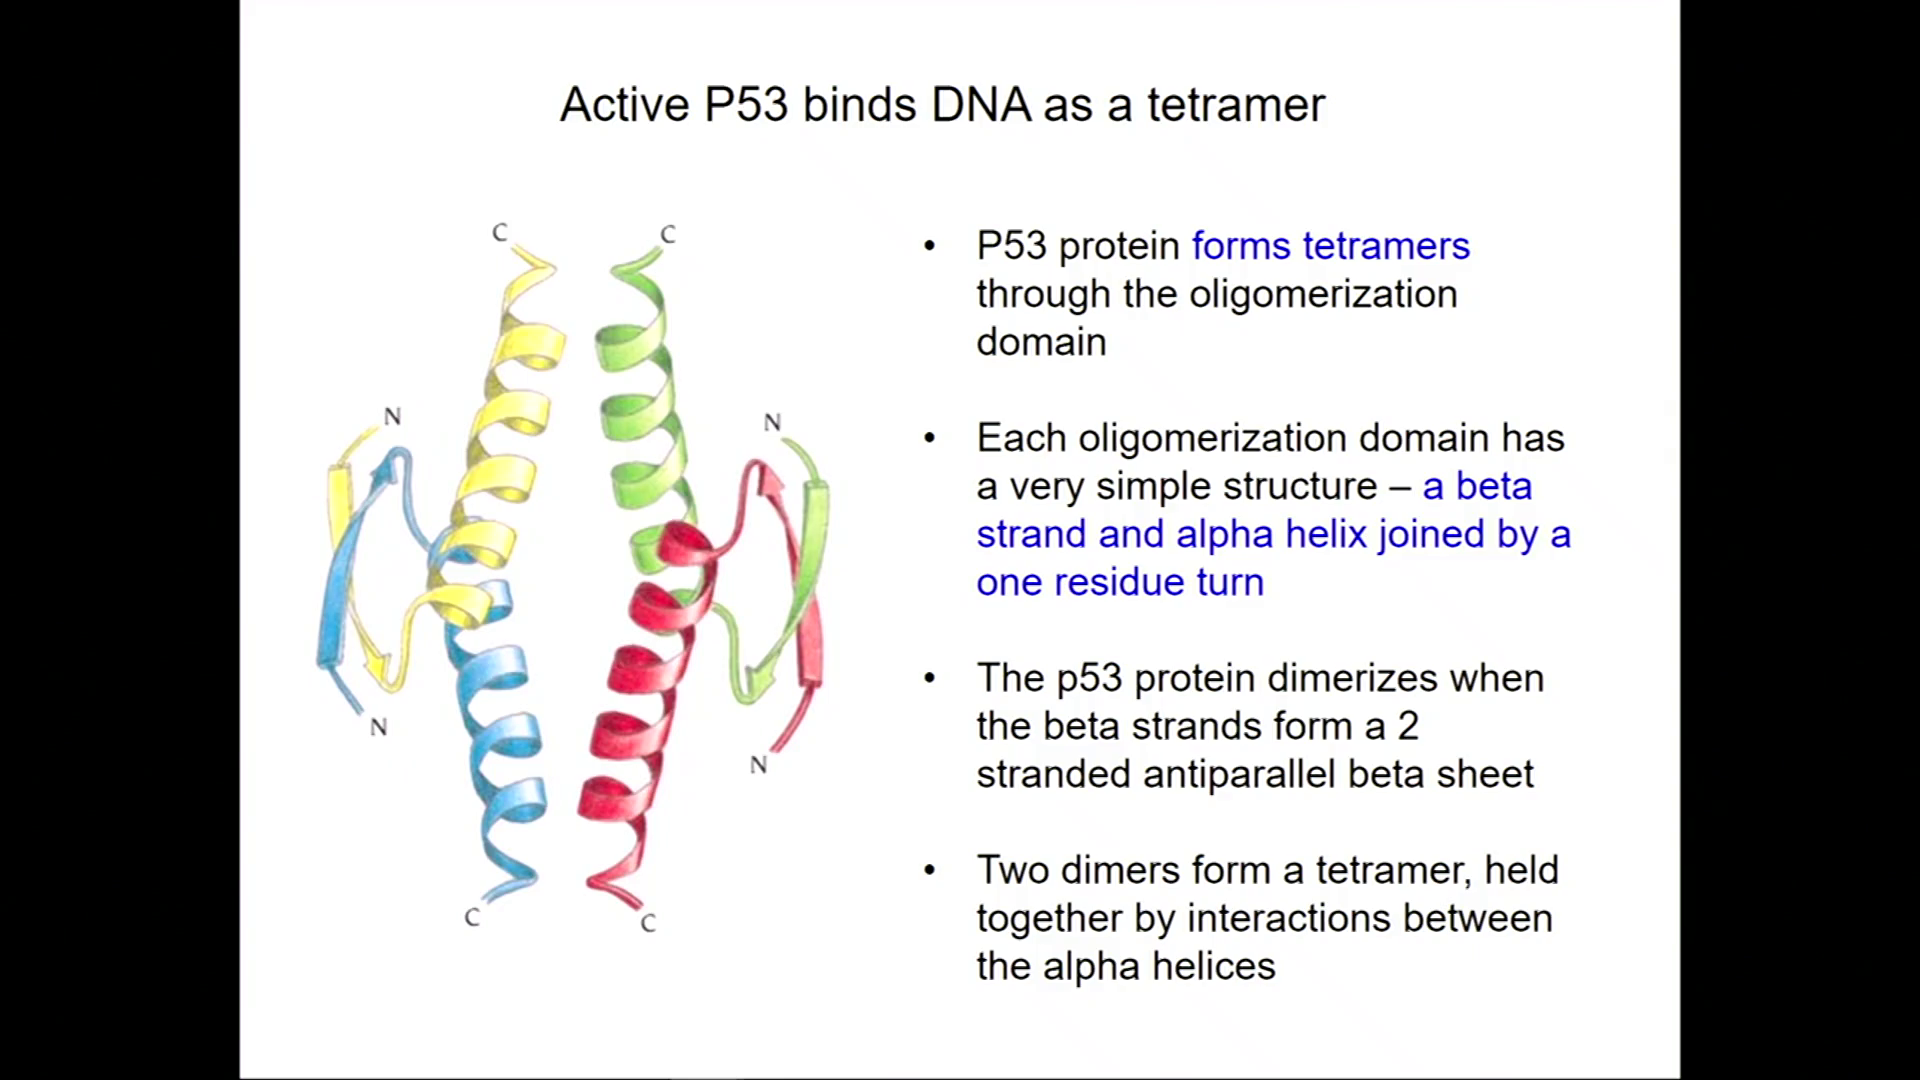 Active P53 binds DNA as a tetramer
C
C
N
N
N
N
C
C
• P53 protein forms tetramers
through the oligomerization
domain
• Each oligomerization domain has
a very simple structure – a beta
strand and alpha helix joined by a
one residue turn
• The p53 protein dimerizes when
the beta strands form a 2
stranded antiparallel beta sheet
• Two dimers form a tetramer, held
together by interactions between
the alpha helices